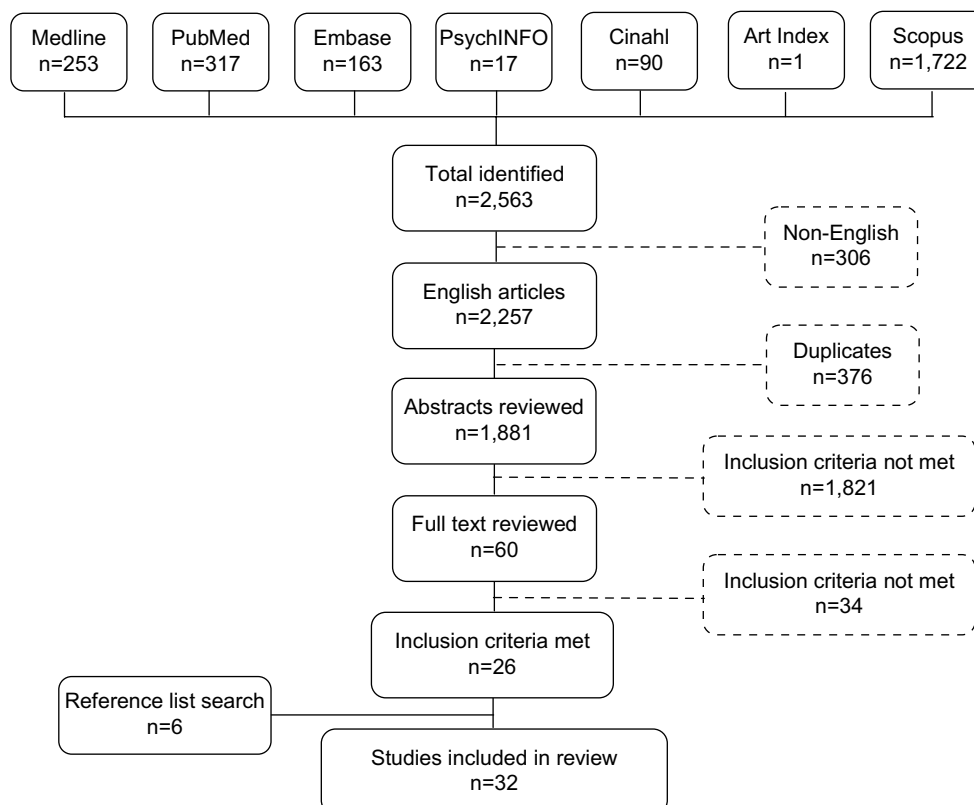 Medline
n=253
PubMed
n=317
Embase
n=163
PsychINFO
n=17
Cinahl
n=90
Art Index
n=1
Scopus
n=1,722
Total identified
n=2,563
Non-English
n=306
English articles
n=2,257
Duplicates
n=376
Abstracts reviewed
n=1,881
Inclusion criteria not met
n=1,821
Full text reviewed
n=60
Inclusion criteria not met
n=34
Inclusion criteria met
n=26
Reference list search
n=6
Studies included in review
n=32